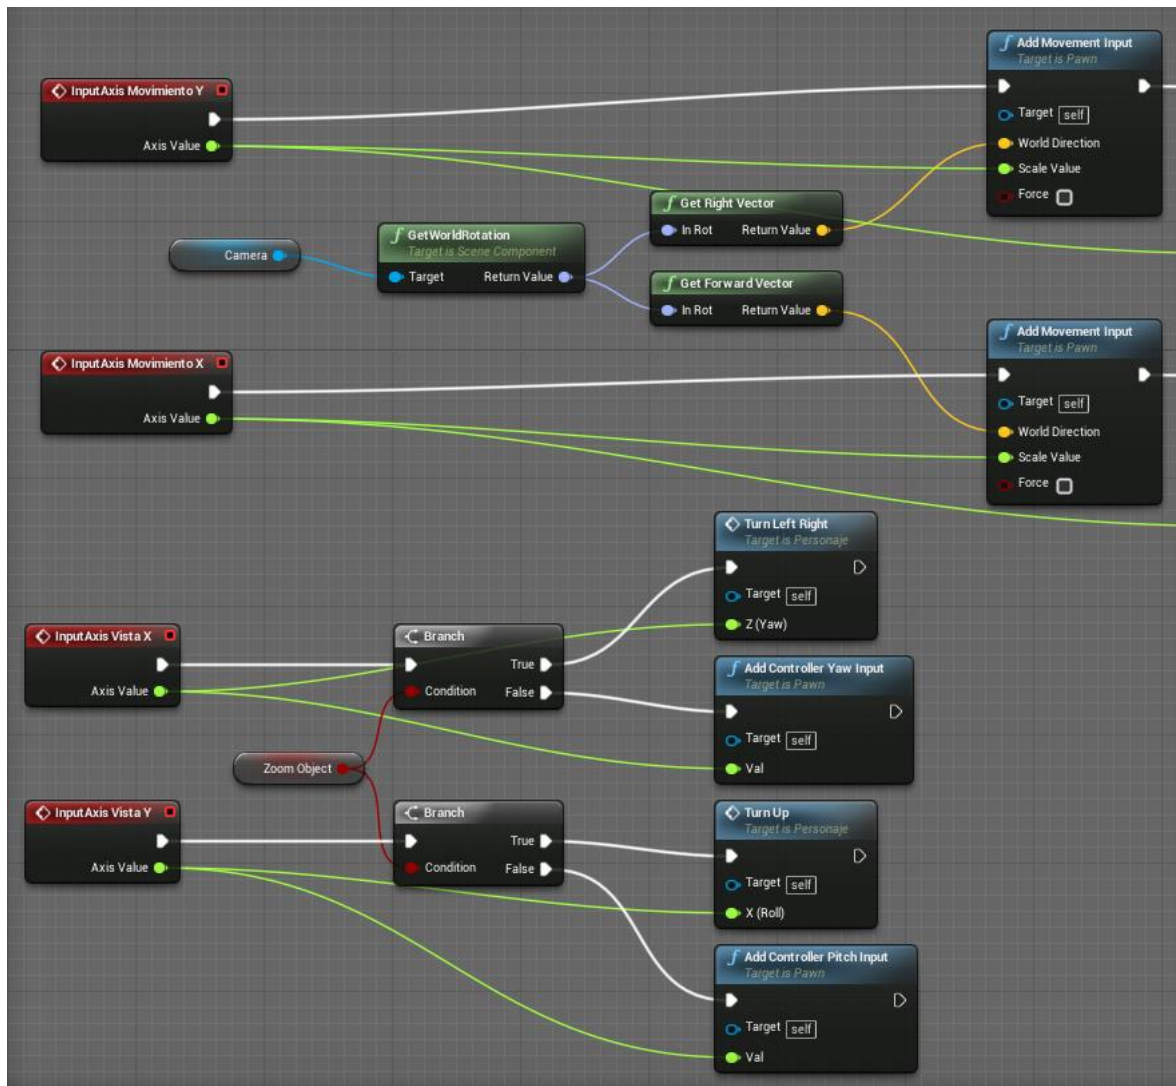 Add Movement Input
Target is Pawn
Target self
World Direction
Scale Value
Force
InputAxis Movimiento Y
Axis Value
Get Right Vector
In Rot Return Value
GetWorldRotation
Target is Scene Component
Target Return Value
Camera
Get Forward Vector
In Rot Return Value
Add Movement Input
Target is Pawn
Target self
World Direction
Scale Value
Force
InputAxis Movimiento X
Axis Value
Turn Left Right
Target is Personaje
Target self
Z (Yaw)
InputAxis Vista X
Axis Value
Branch
True
Condition False
Add Controller Yaw Input
Target is Pawn
Target self
Val
Zoom Object
InputAxis Vista Y
Axis Value
Branch
True
Condition False
Turn Up
Target is Personaje
Target self
X (Roll)
Add Controller Pitch Input
Target is Pawn
Target self
Val